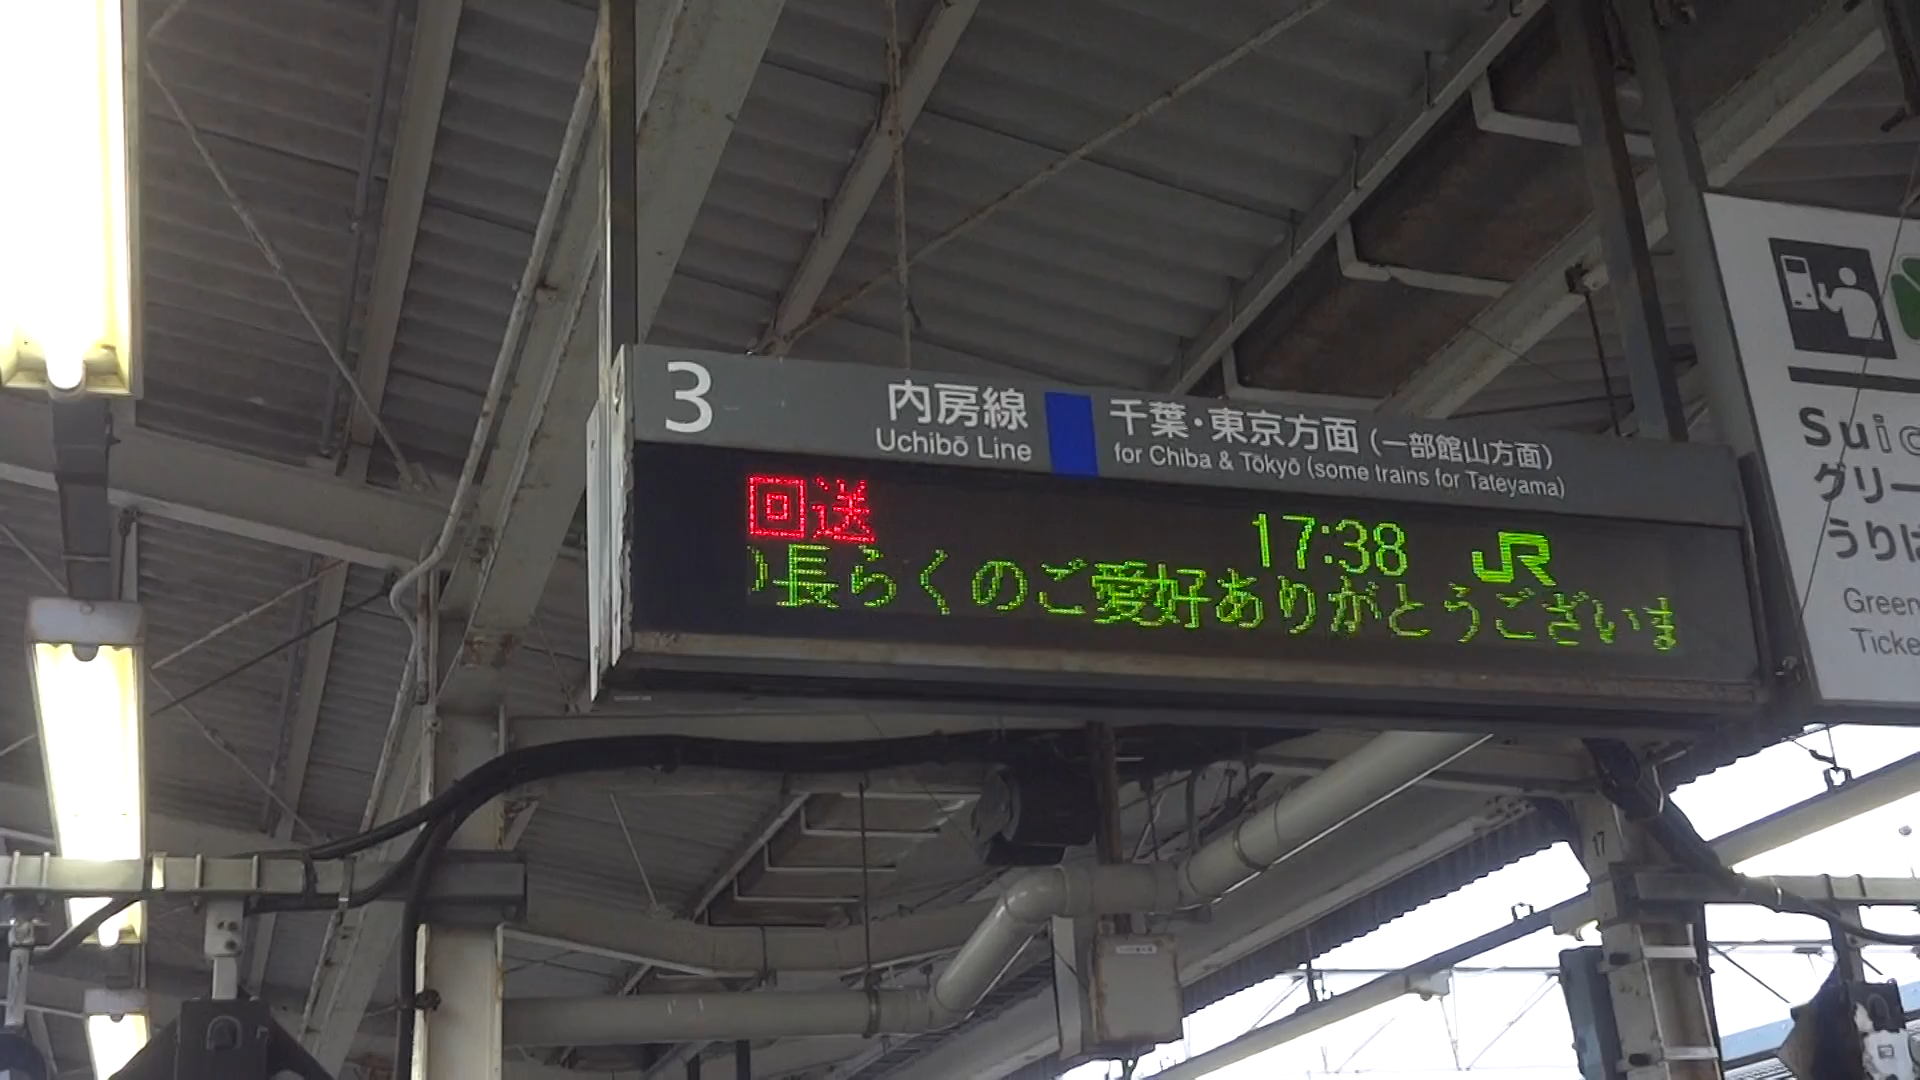 3
内房線
Uchibō Line
千葉・東京方面（一部館山方面）
for Chiba & Tōkyō (some trains for Tateyama)
回送
17:38 JR
長らくのご愛好ありがとうございま
Suic
グリー
うりば
Green
Ticke
17